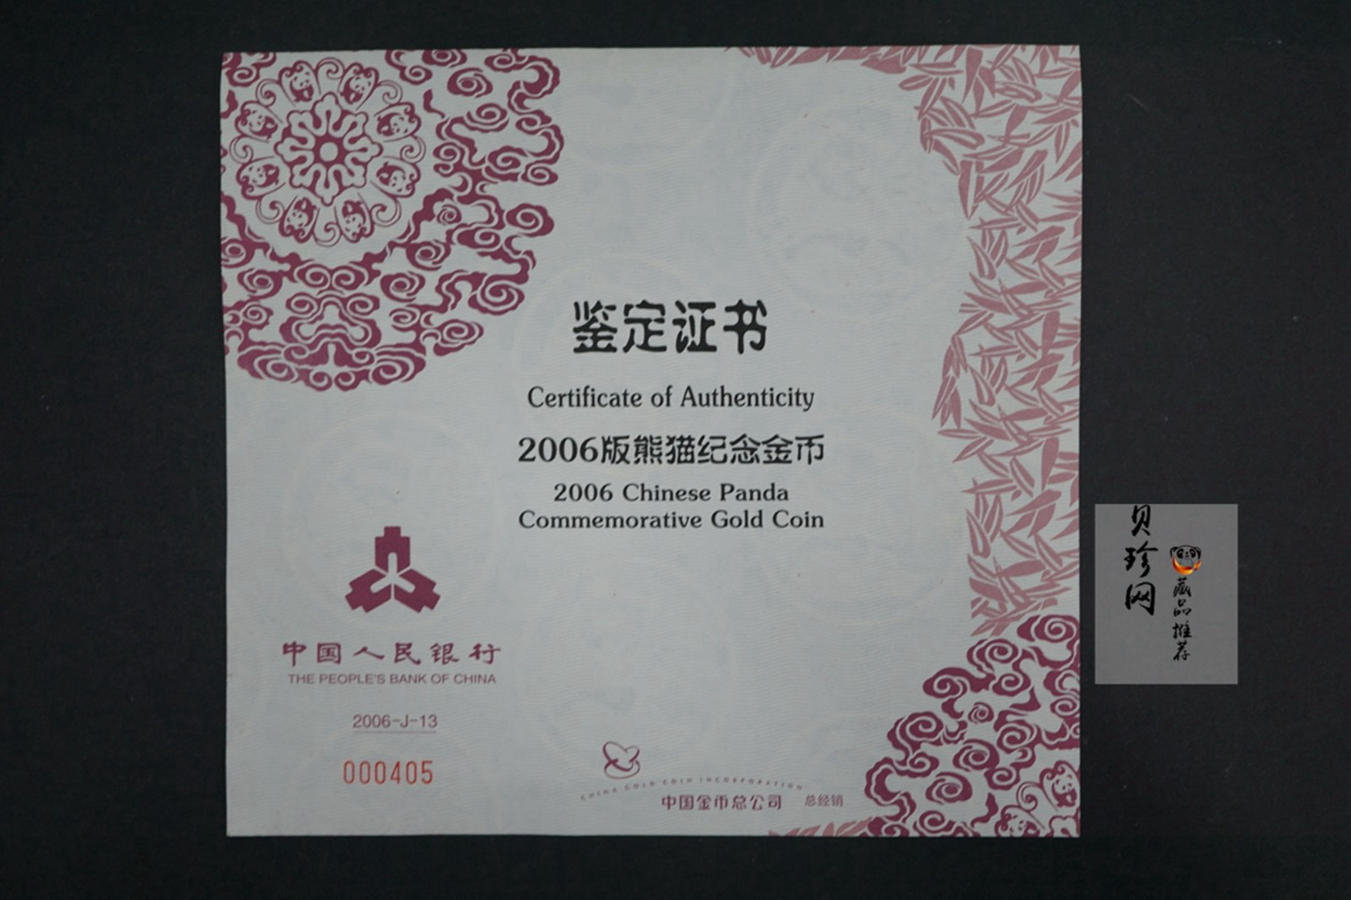 鉴定证书
Certificate of Authenticity
2006版熊猫纪念金币
2006 Chinese Panda
Commemorative Gold Coin
中国人民银行
THE PEOPLE'S BANK OF CHINA
2006-J-13
000405
CHINA GOLD COIN INCORPORATION
中国金币总公司 总经销
贝珍网
藏品推荐